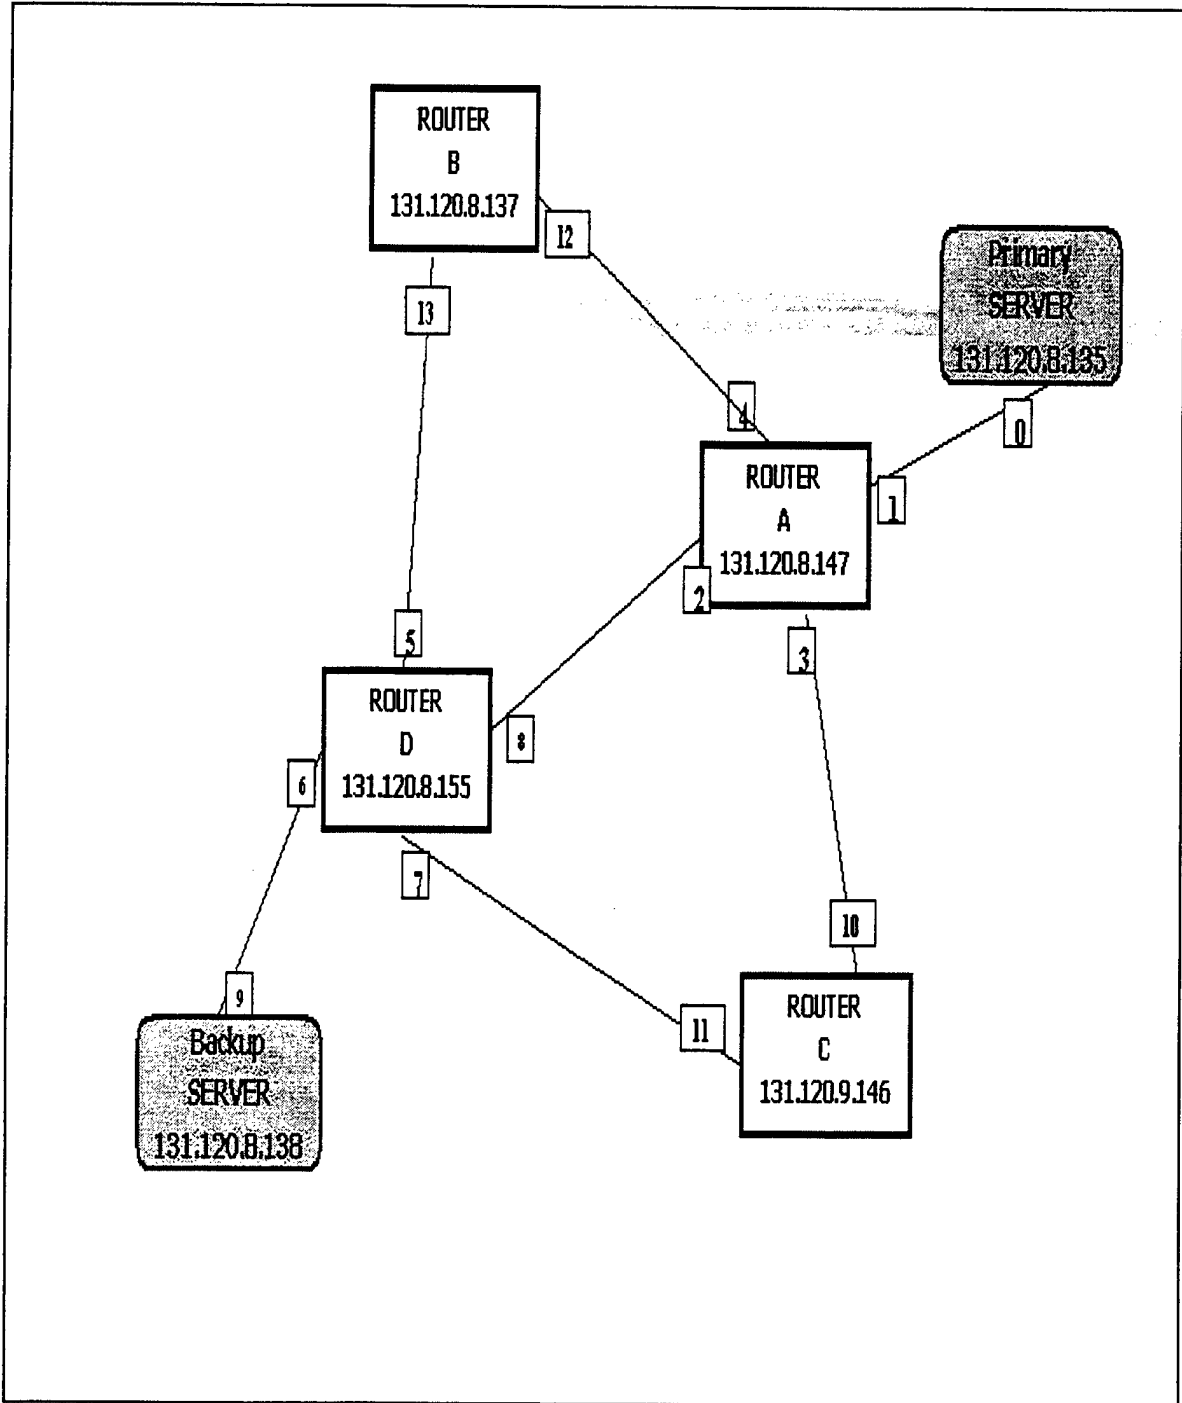 ROUTER
B
131.120.8.137
12
13
Primary
SERVER
131.120.8.135
0
4
1
ROUTER
A
131.120.8.147
2
3
5
ROUTER
D
131.120.8.155
8
6
7
10
9
Backup
SERVER
131.120.8.138
11
ROUTER
C
131.120.9.146